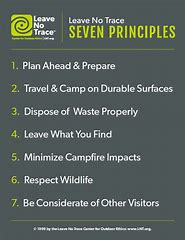 Leave
No
Trace
Center for Outdoor Ethics | LNT.org
Leave No Trace
SEVEN PRINCIPLES
1. Plan Ahead & Prepare
2. Travel & Camp on Durable Surfaces
3. Dispose of Waste Properly
4. Leave What You Find
5. Minimize Campfire Impacts
6. Respect Wildlife
7. Be Considerate of Other Visitors
© 1999 by the Leave No Trace Center for Outdoor Ethics: www.LNT.org.